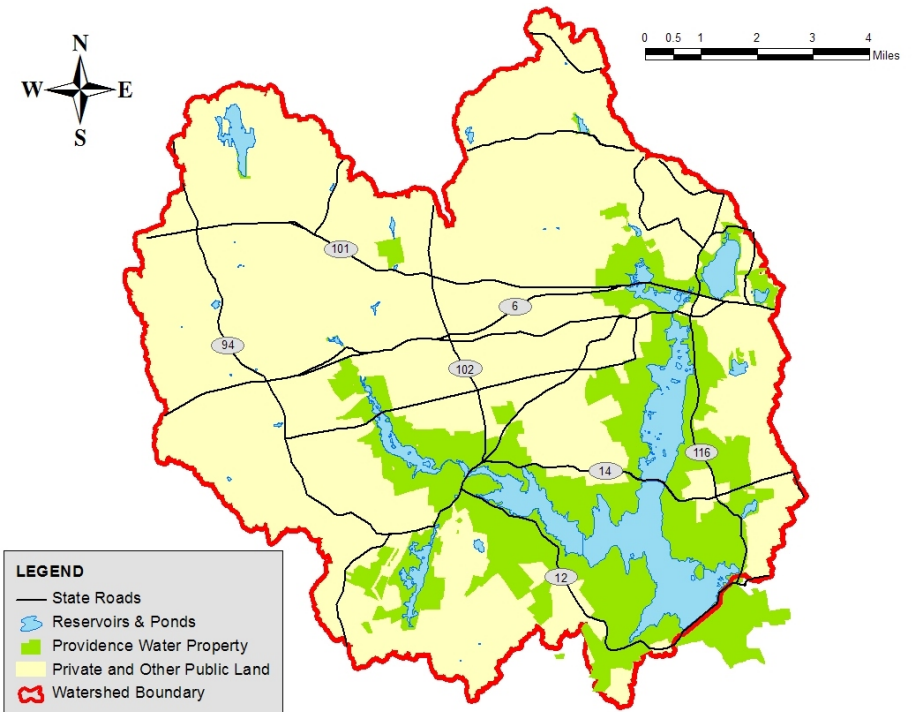 N
W E
S
0 0.5 1 2 3 4
Miles
101
6
94
102
14
116
12
LEGEND
State Roads
Reservoirs & Ponds
Providence Water Property
Private and Other Public Land
Watershed Boundary